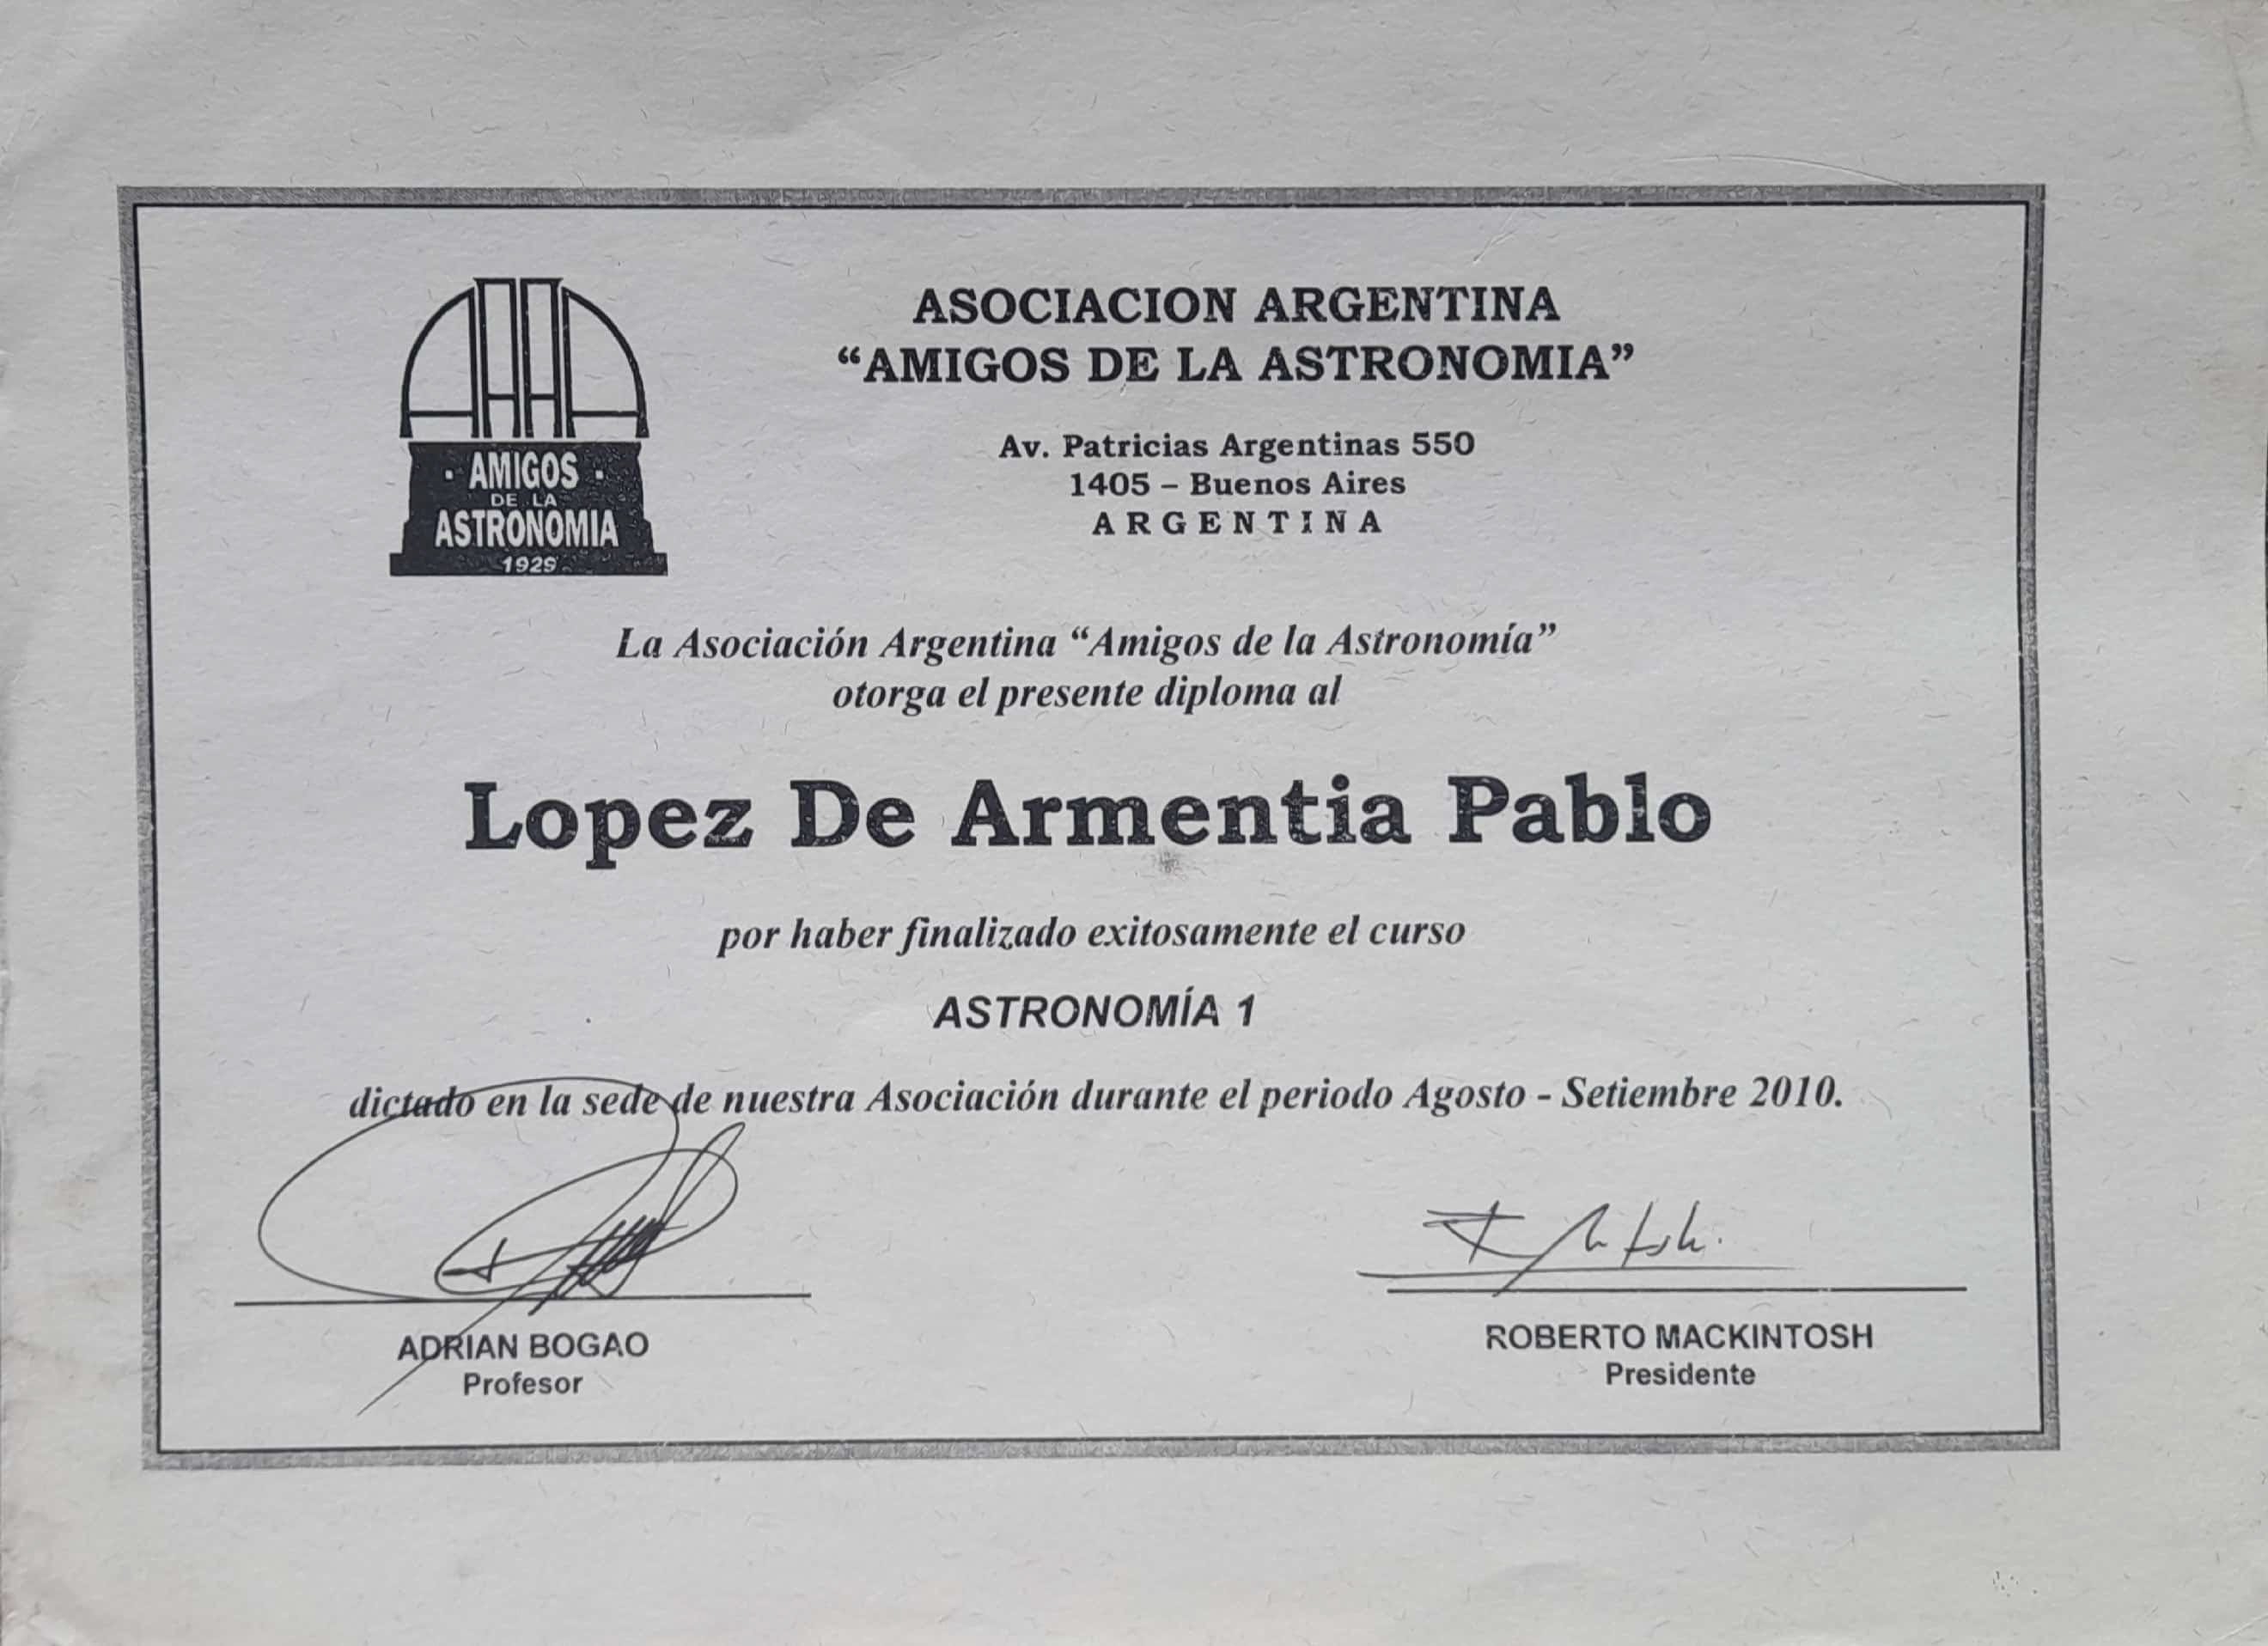 ASOCIACION ARGENTINA
“AMIGOS DE LA ASTRONOMIA”
Av. Patricias Argentinas 550
1405 – Buenos Aires
ARGENTINA
· AMIGOS ·
DE LA
ASTRONOMIA
1929
La Asociación Argentina “Amigos de la Astronomía”
otorga el presente diploma al
Lopez De Armentia Pablo
por haber finalizado exitosamente el curso
ASTRONOMÍA 1
dictado en la sede de nuestra Asociación durante el periodo Agosto - Setiembre 2010.
ADRIAN BOGAO
Profesor
ROBERTO MACKINTOSH
Presidente